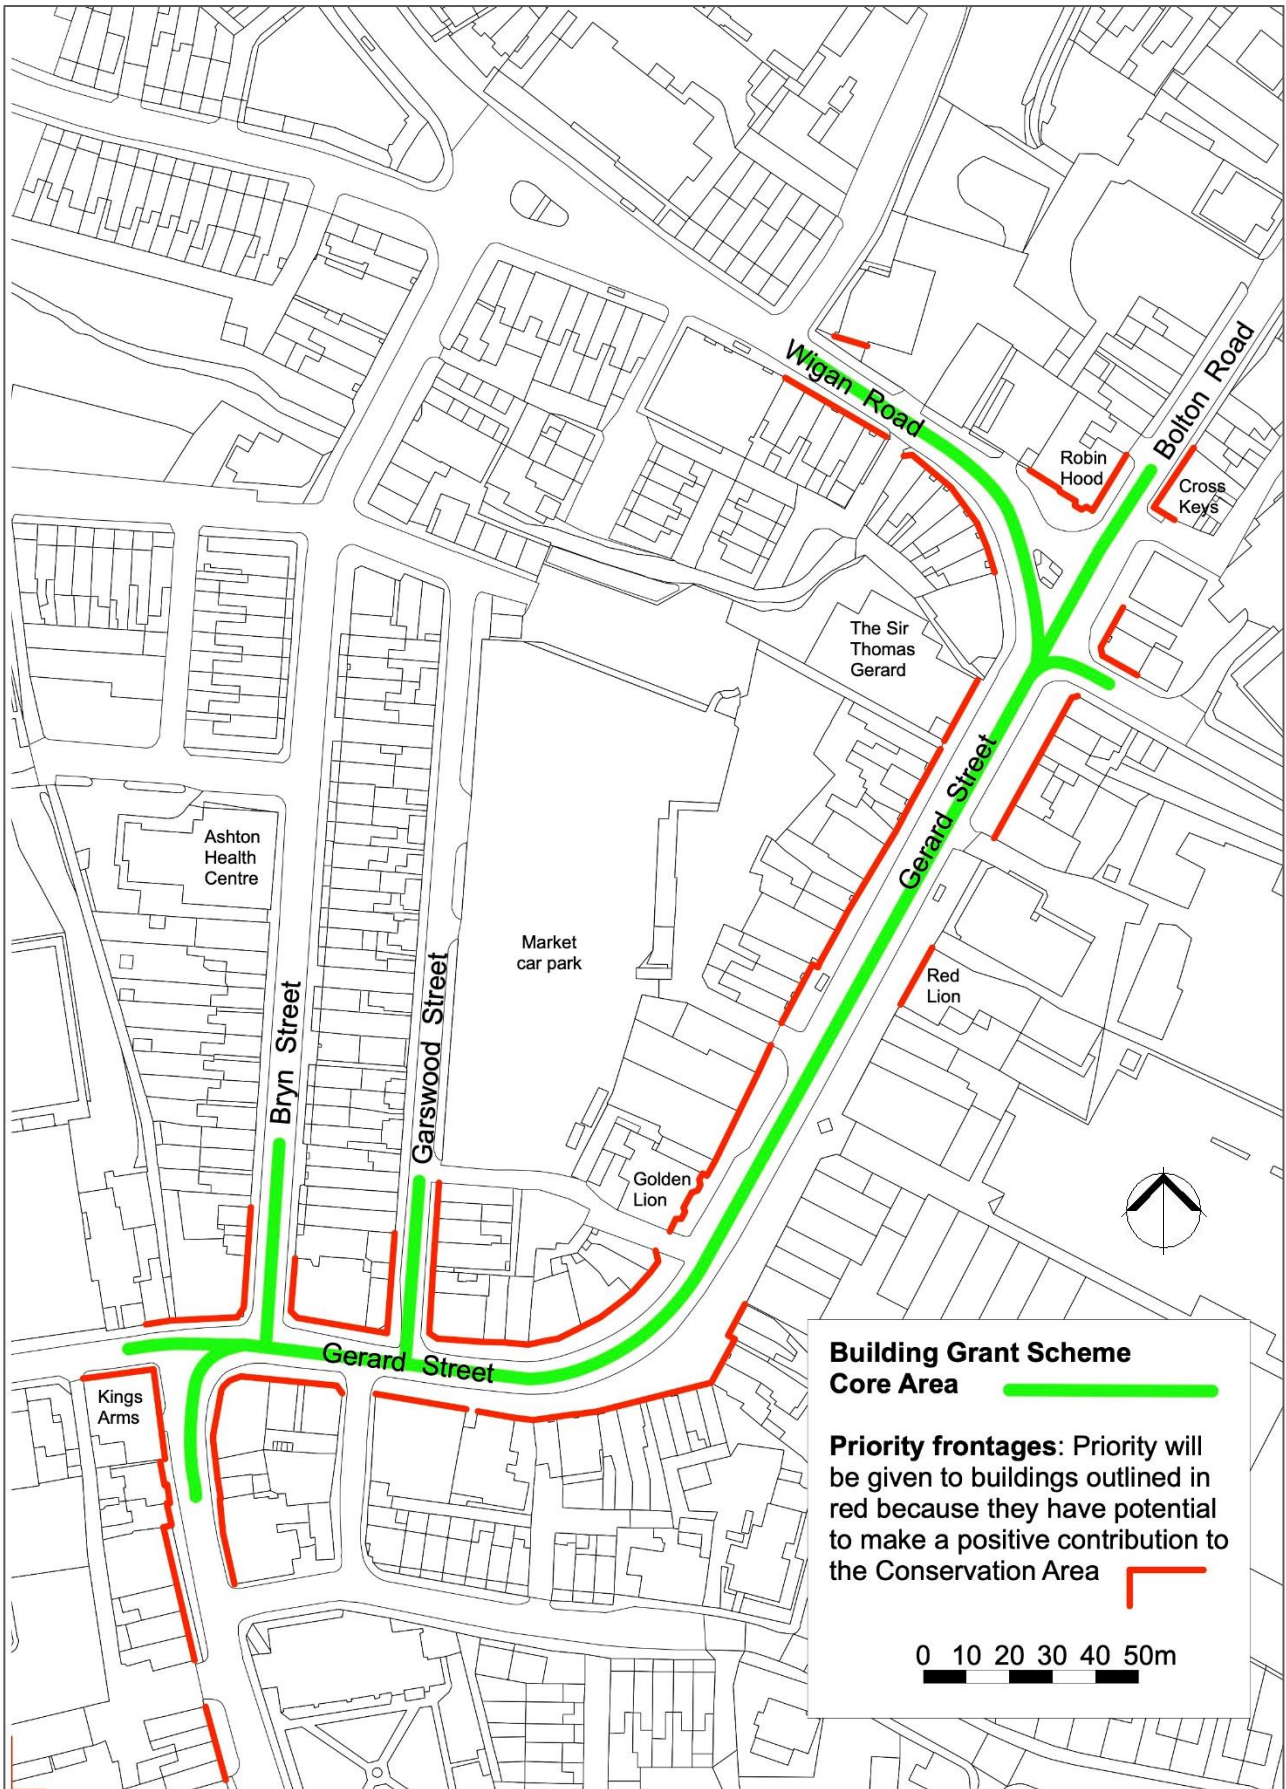 Wigan Road
Bolton Road
Robin
Hood
Cross
Keys
The Sir
Thomas
Gerard
Gerard Street
Ashton
Health
Centre
Market
car park
Red
Lion
Bryn Street
Garswood Street
Golden
Lion
Gerard Street
Kings
Arms
Building Grant Scheme
Core Area
Priority frontages: Priority will
be given to buildings outlined in
red because they have potential
to make a positive contribution to
the Conservation Area
0 10 20 30 40 50m